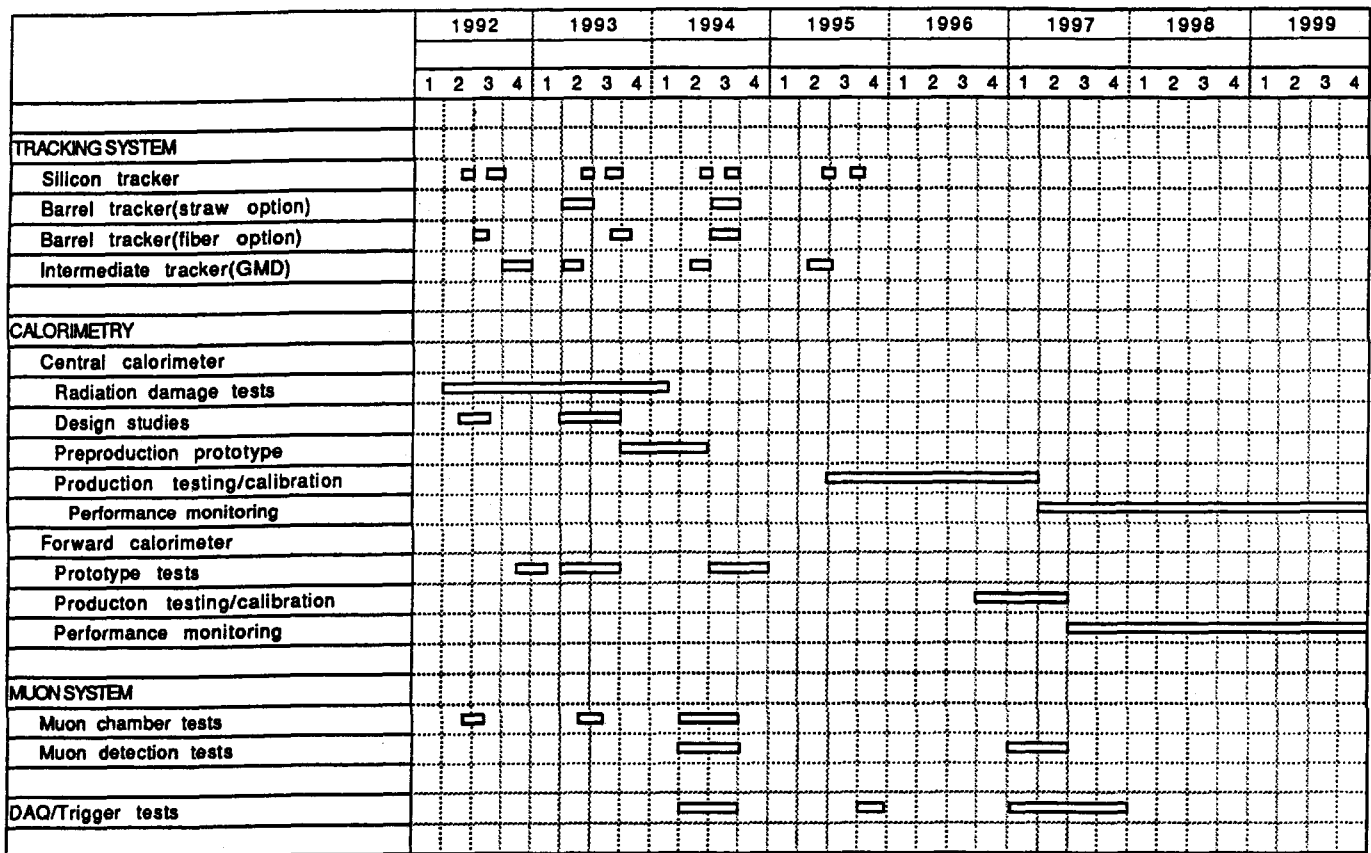 1992 1993 1994 1995 1996 1997 1998 1999
1 2 3 4 1 2 3 4 1 2 3 4 1 2 3 4 1 2 3 4 1 2 3 4 1 2 3 4 1 2 3 4
TRACKING SYSTEM
Silicon tracker
Barrel tracker(straw option)
Barrel tracker(fiber option)
Intermediate tracker(GMD)
CALORIMETRY
Central calorimeter
Radiation damage tests
Design studies
Preproduction prototype
Production testing/calibration
Performance monitoring
Forward calorimeter
Prototype tests
Producton testing/calibration
Performance monitoring
MUON SYSTEM
Muon chamber tests
Muon detection tests
DAQ/Trigger tests